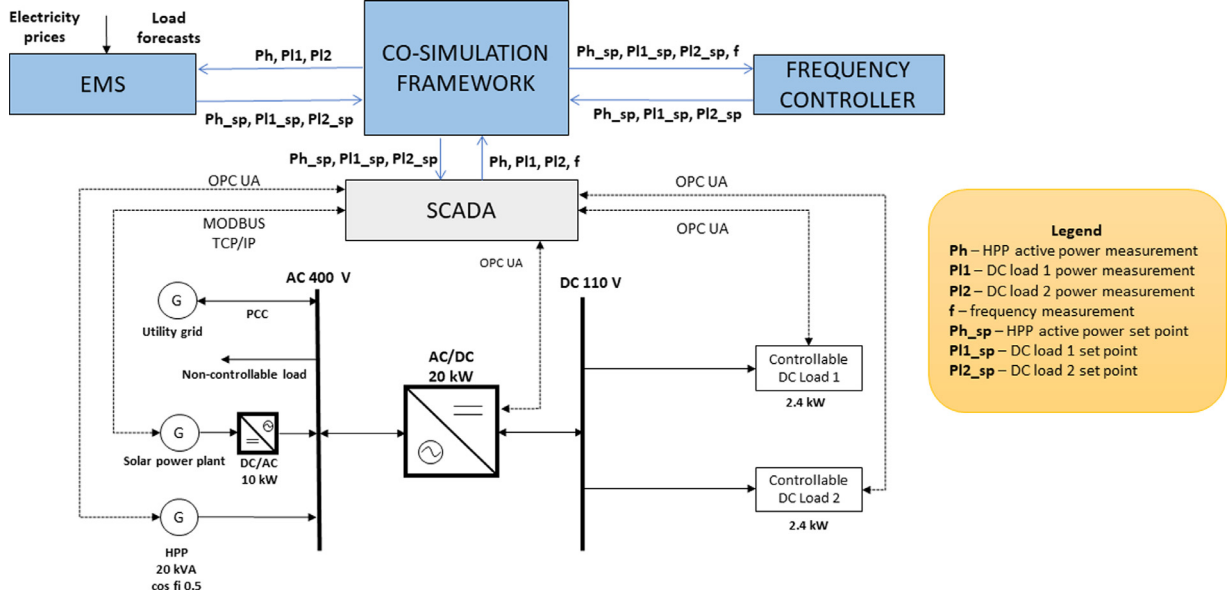 Electricity
prices
Load
forecasts
EMS
Ph, Pl1, Pl2
Ph_sp, Pl1_sp, Pl2_sp
CO-SIMULATION
FRAMEWORK
Ph_sp, Pl1_sp, Pl2_sp, f
Ph_sp, Pl1_sp, Pl2_sp
FREQUENCY
CONTROLLER
Ph_sp, Pl1_sp, Pl2_sp
Ph, Pl1, Pl2, f
OPC UA
SCADA
OPC UA
MODBUS
TCP/IP
OPC UA
OPC UA
AC 400 V
DC 110 V
G
Utility grid
PCC
Non-controllable load
AC/DC
20 kW
G
Solar power plant
DC/AC
10 kW
G
HPP
20 kVA
cos fi 0.5
Controllable
DC Load 1
2.4 kW
Controllable
DC Load 2
2.4 kW
Legend
Ph – HPP active power measurement
Pl1 – DC load 1 power measurement
Pl2 – DC load 2 power measurement
f – frequency measurement
Ph_sp – HPP active power set point
Pl1_sp – DC load 1 set point
Pl2_sp – DC load 2 set point